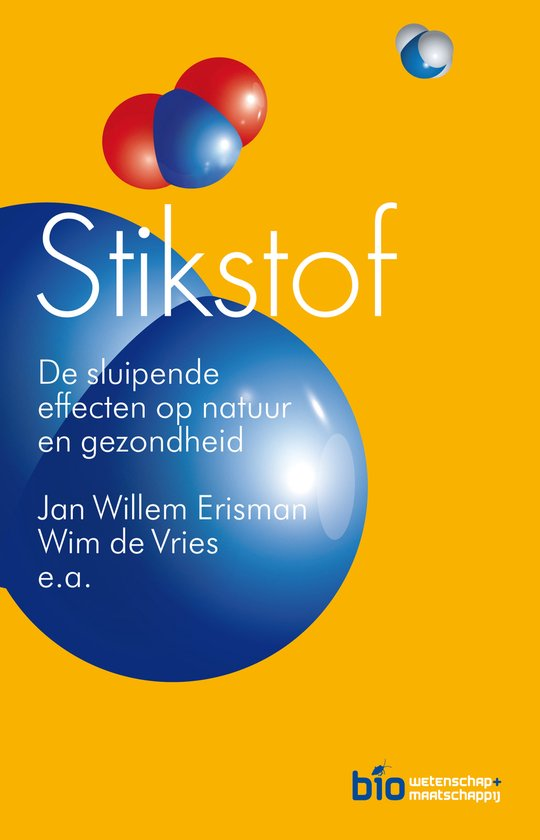 Stikstof
De sluipende
effecten op natuur
en gezondheid
Jan Willem Erisman
Wim de Vries
e.a.
bio wetenschap+
maatschappij